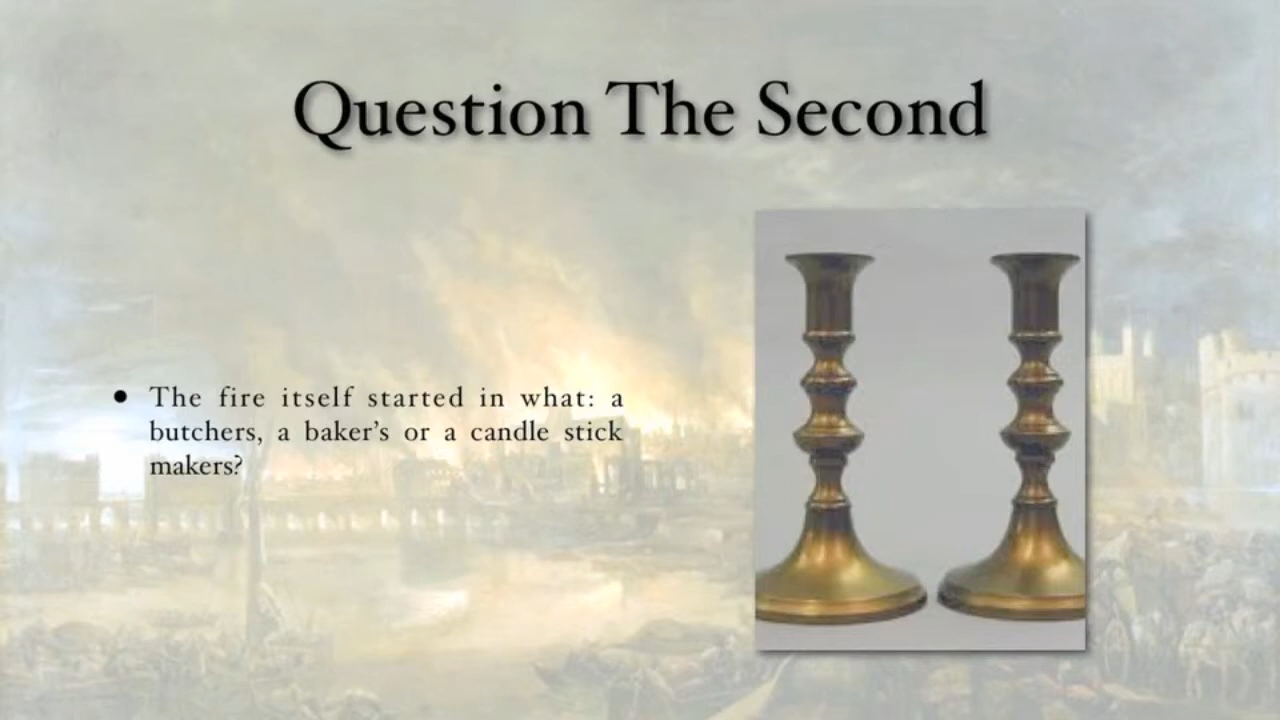 Question The Second
• The fire itself started in what: a
butchers, a baker's or a candle stick
makers?